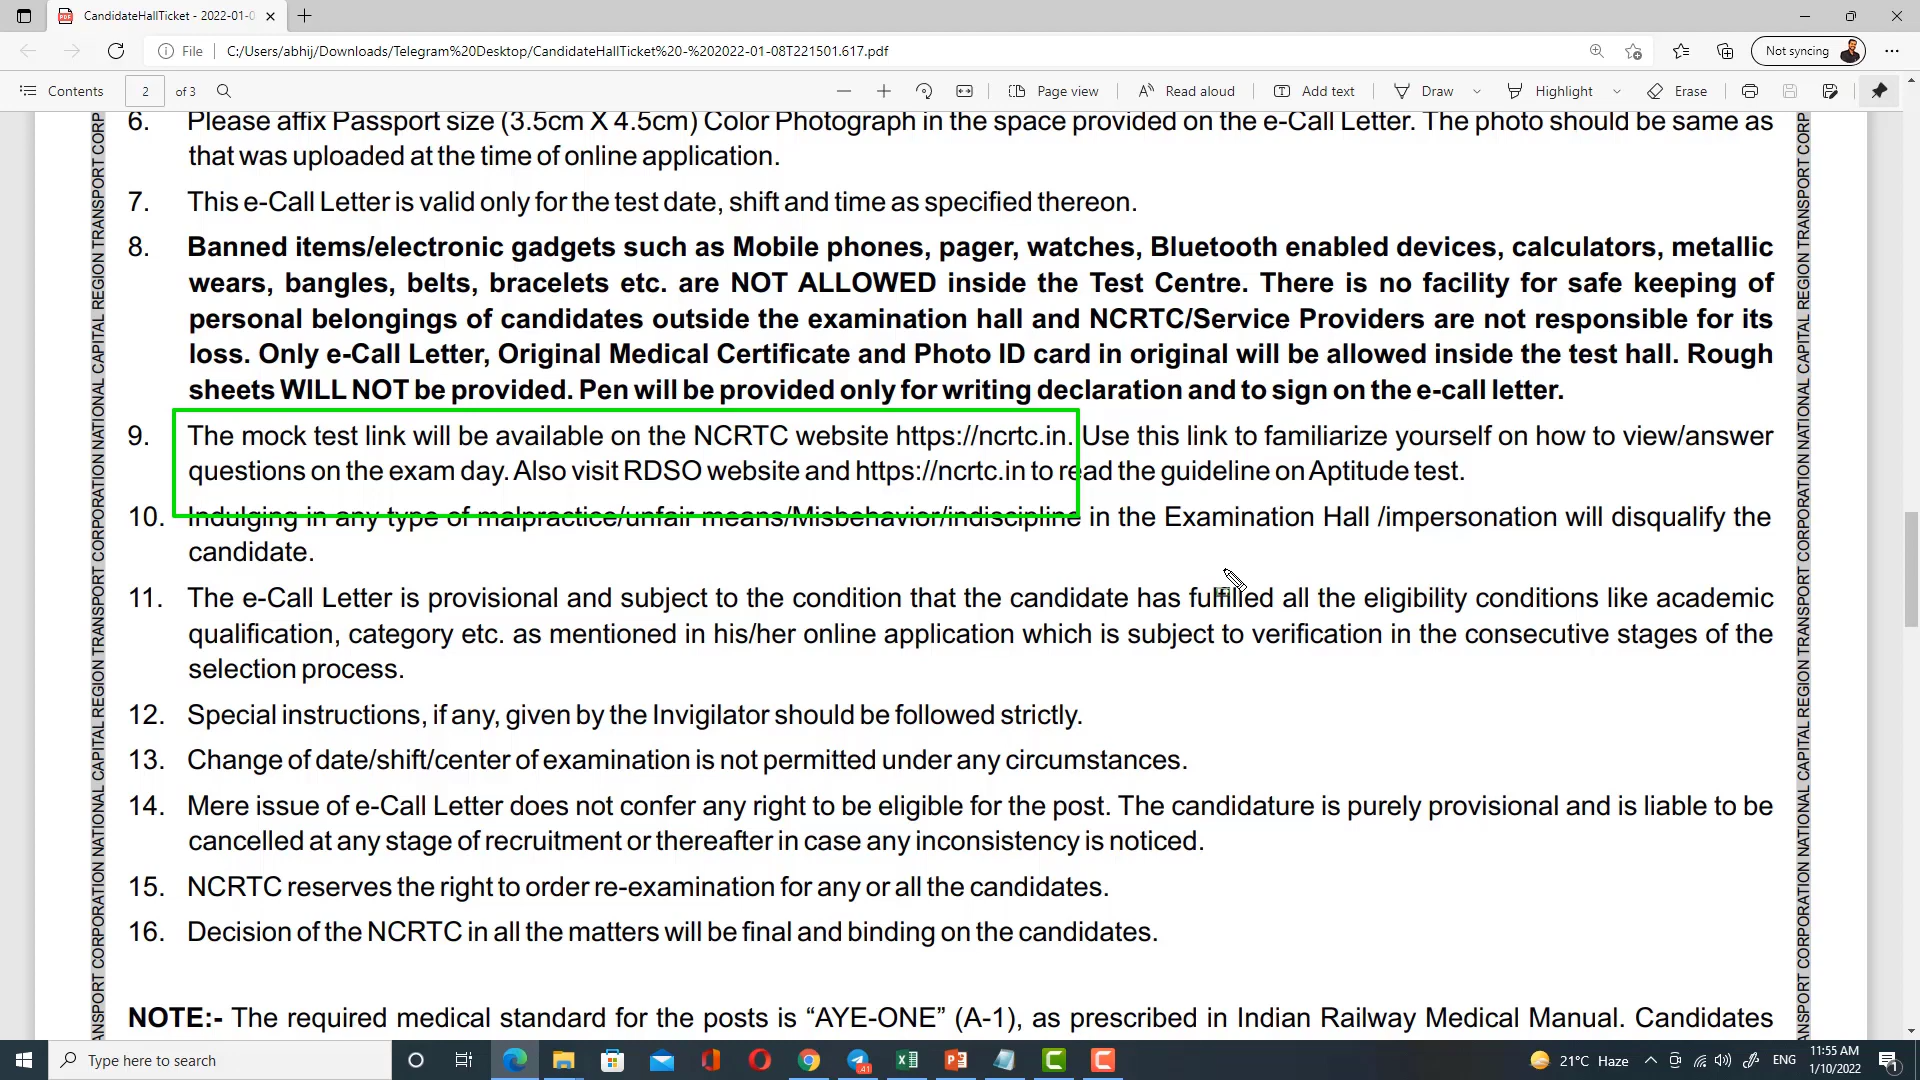 CandidateHallTicket - 2022-01-0
File
C:/Users/abhij/Downloads/Telegram%20Desktop/CandidateHallTicket%20-%202022-01-08T221501.617.pdf
Not syncing
Contents
2
of 3
Page view
Read aloud
Add text
Draw
Highlight
Erase
6. Please affix Passport size (3.5cm X 4.5cm) Color Photograph in the space provided on the e-Call Letter. The photo should be same as
that was uploaded at the time of online application.
7. This e-Call Letter is valid only for the test date, shift and time as specified thereon.
8. Banned items/electronic gadgets such as Mobile phones, pager, watches, Bluetooth enabled devices, calculators, metallic
wears, bangles, belts, bracelets etc. are NOT ALLOWED inside the Test Centre. There is no facility for safe keeping of
personal belongings of candidates outside the examination hall and NCRTC/Service Providers are not responsible for its
loss. Only e-Call Letter, Original Medical Certificate and Photo ID card in original will be allowed inside the test hall. Rough
sheets WILL NOT be provided. Pen will be provided only for writing declaration and to sign on the e-call letter.
9. The mock test link will be available on the NCRTC website https://ncrtc.in. Use this link to familiarize yourself on how to view/answer
questions on the exam day. Also visit RDSO website and https://ncrtc.in to read the guideline on Aptitude test.
10. Indulging in any type of malpractice/unfair means/Misbehavior/indiscipline in the Examination Hall /impersonation will disqualify the
candidate.
11. The e-Call Letter is provisional and subject to the condition that the candidate has fulfilled all the eligibility conditions like academic
qualification, category etc. as mentioned in his/her online application which is subject to verification in the consecutive stages of the
selection process.
12. Special instructions, if any, given by the Invigilator should be followed strictly.
13. Change of date/shift/center of examination is not permitted under any circumstances.
14. Mere issue of e-Call Letter does not confer any right to be eligible for the post. The candidature is purely provisional and is liable to be
cancelled at any stage of recruitment or thereafter in case any inconsistency is noticed.
15. NCRTC reserves the right to order re-examination for any or all the candidates.
16. Decision of the NCRTC in all the matters will be final and binding on the candidates.
NOTE:- The required medical standard for the posts is “AYE-ONE” (A-1), as prescribed in Indian Railway Medical Manual. Candidates
ANSPORT CORPORATION NATIONAL CAPITAL REGION TRANSPORT CORPORATION NATIONAL CAPITAL REGION TRANSPORT CORP
ANSPORT CORPORATION NATIONAL CAPITAL REGION TRANSPORT CORPORATION NATIONAL CAPITAL REGION TRANSPORT CORP
Type here to search
41
21°C Haze
ENG
11:55 AM
1/10/2022
1